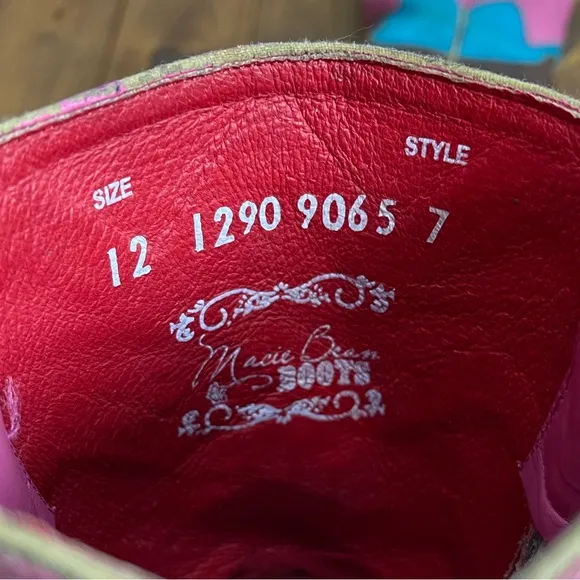 SIZE STYLE
12 1290 9065 7
Macie Bean
BOOTS